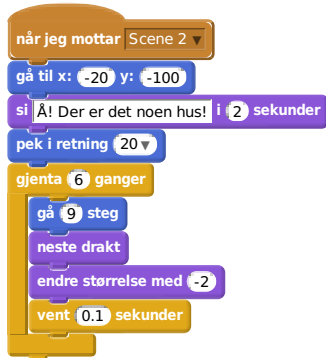 når jeg mottar Scene 2
gå til x: -20 y: -100
si Å! Der er det noen hus! i 2 sekunder
pek i retning 20
gjenta 6 ganger
gå 9 steg
neste drakt
endre størrelse med -2
vent 0.1 sekunder